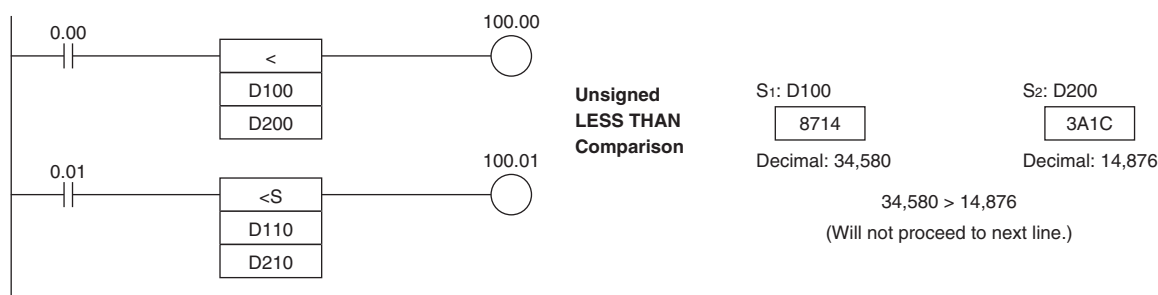 0.00
100.00
<
D100
D200
0.01
100.01
<S
D110
D210
Unsigned
LESS THAN
Comparison
S1: D100
8714
Decimal: 34,580
S2: D200
3A1C
Decimal: 14,876
34,580 > 14,876
(Will not proceed to next line.)